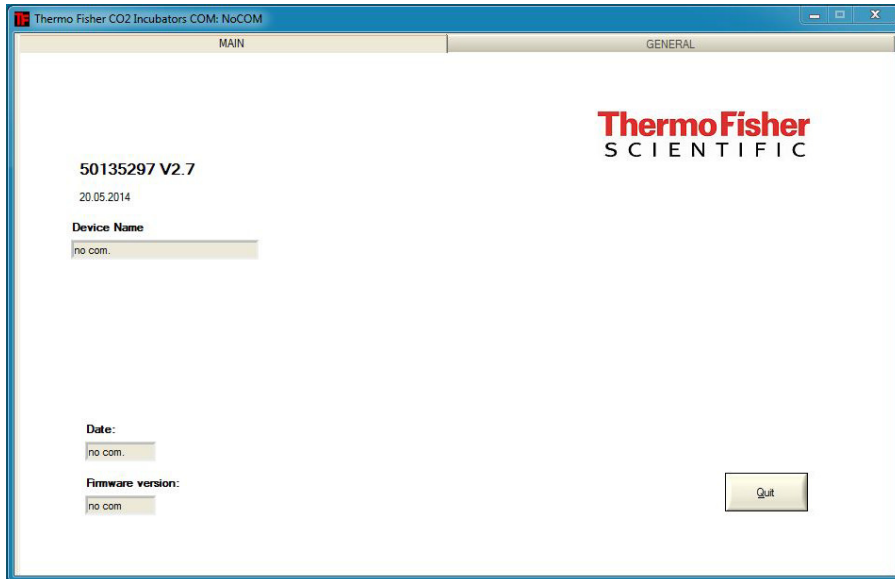 Thermo Fisher CO2 Incubators COM: NoCOM
MAIN
GENERAL
ThermoFisher
SCIENTIFIC
50135297 V2.7
20.05.2014
Device Name
no com.
Date:
no com.
Firmware version:
no com
Quit